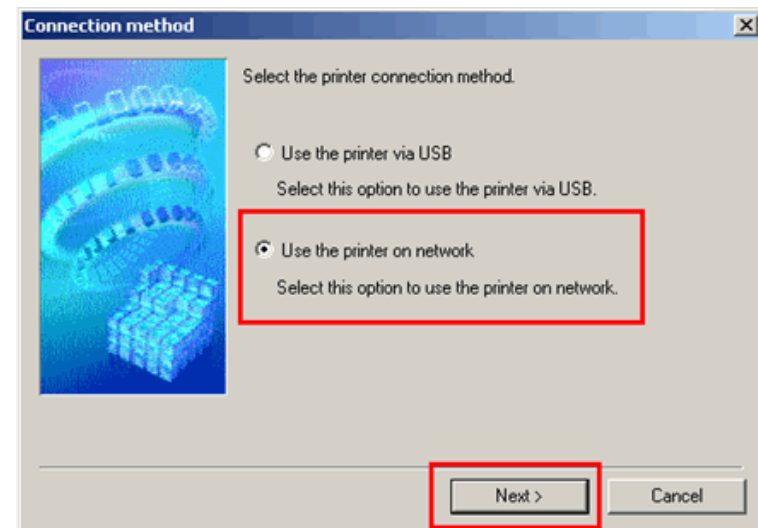 Connection method
Select the printer connection method.
Use the printer via USB
Select this option to use the printer via USB.
Use the printer on network
Select this option to use the printer on network.
Next >
Cancel